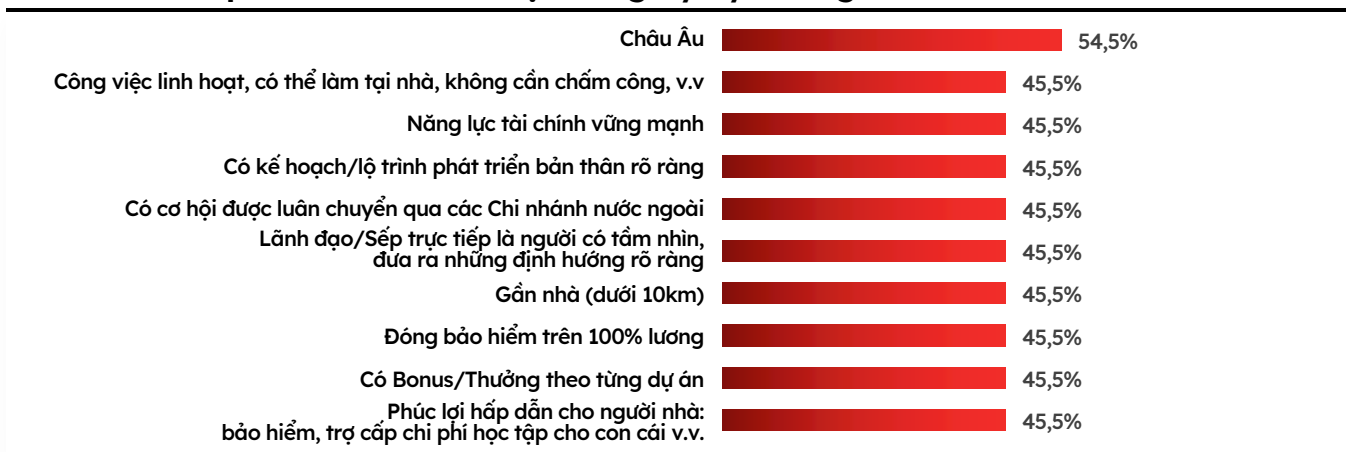 Châu Âu 54,5%
Công việc linh hoạt, có thể làm tại nhà, không cần chấm công, v.v 45,5%
Năng lực tài chính vững mạnh 45,5%
Có kế hoạch/lộ trình phát triển bản thân rõ ràng 45,5%
Có cơ hội được luân chuyển qua các Chi nhánh nước ngoài 45,5%
Lãnh đạo/Sếp trực tiếp là người có tầm nhìn,
đưa ra những định hướng rõ ràng 45,5%
Gần nhà (dưới 10km) 45,5%
Đóng bảo hiểm trên 100% lương 45,5%
Có Bonus/Thưởng theo từng dự án 45,5%
Phúc lợi hấp dẫn cho người nhà:
bảo hiểm, trợ cấp chi phí học tập cho con cái v.v. 45,5%